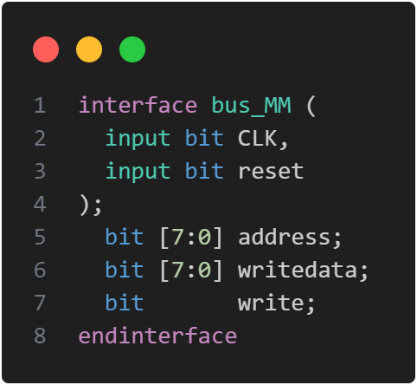 1 interface bus_MM (
2   input bit CLK,
3   input bit reset
4 );
5   bit [7:0] address;
6   bit [7:0] writedata;
7   bit       write;
8 endinterface